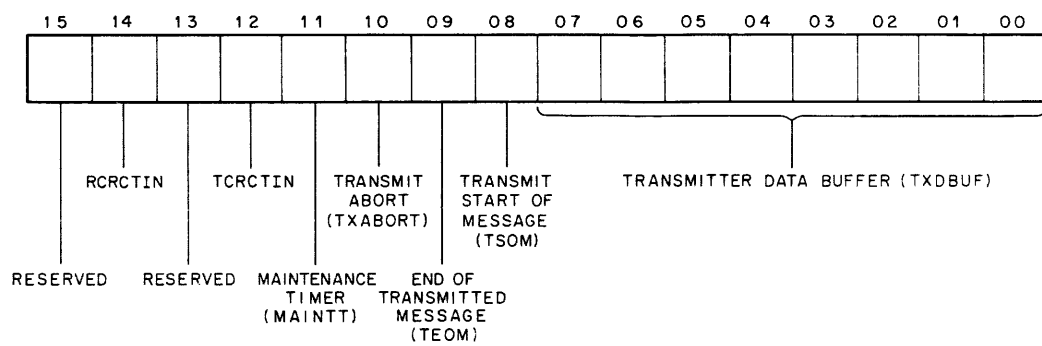 15 14 13 12 11 10 09 08 07 06 05 04 03 02 01 00
RCRCTIN
TCRCTIN
TRANSMIT
ABORT
(TXABORT)
TRANSMIT
START OF
MESSAGE
(TSOM)
TRANSMITTER DATA BUFFER (TXDBUF)
RESERVED
RESERVED
MAINTENANCE
TIMER
(MAINTT)
END OF
TRANSMITTED
MESSAGE
(TEOM)